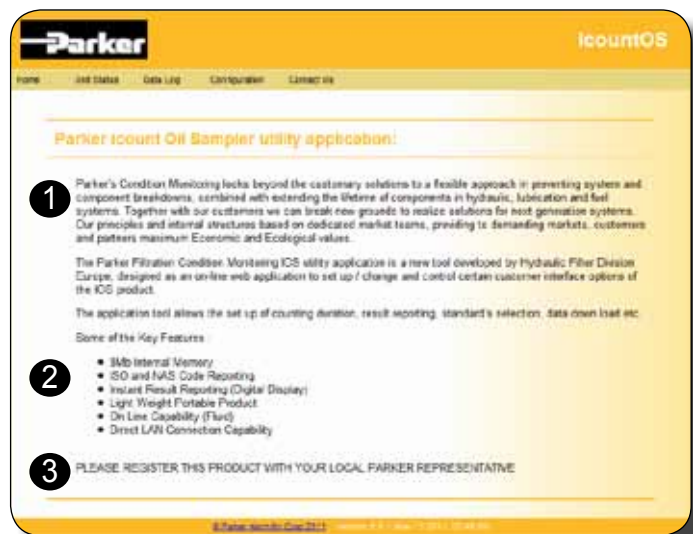 Parker
IcountOS
Home Unit Status Data Log Configuration Contact Us
Parker Icount Oil Sampler utility application:
1
Parker's Condition Monitoring looks beyond the customary solutions to a flexible approach in preventing system and
component breakdowns, combined with extending the lifetime of components in hydraulic, lubrication and fuel
systems. Together with our customers we can break new grounds to realize solutions for next generation systems.
Our principles and internal structures based on dedicated market teams, providing to demanding markets, customers
and partners maximum Economic and Ecological values.
The Parker Filtration Condition Monitoring IOS utility application is a new tool developed by Hydraulic Filter Division
Europe, designed as an on-line web application to set up / change and control certain customer interface options of
the IOS product.
The application tool allows the set up of counting duration, result reporting, standard's selection, data down load etc
Some of the Key Features
2
• Internal Memory
• ISO and NAS Code Reporting
• Instant Result Reporting (Digital Display)
• Light Weight Portable Product
• On Line Capability (Fluid)
• Direct LAN Connection Capability
3
PLEASE REGISTER THIS PRODUCT WITH YOUR LOCAL PARKER REPRESENTATIVE